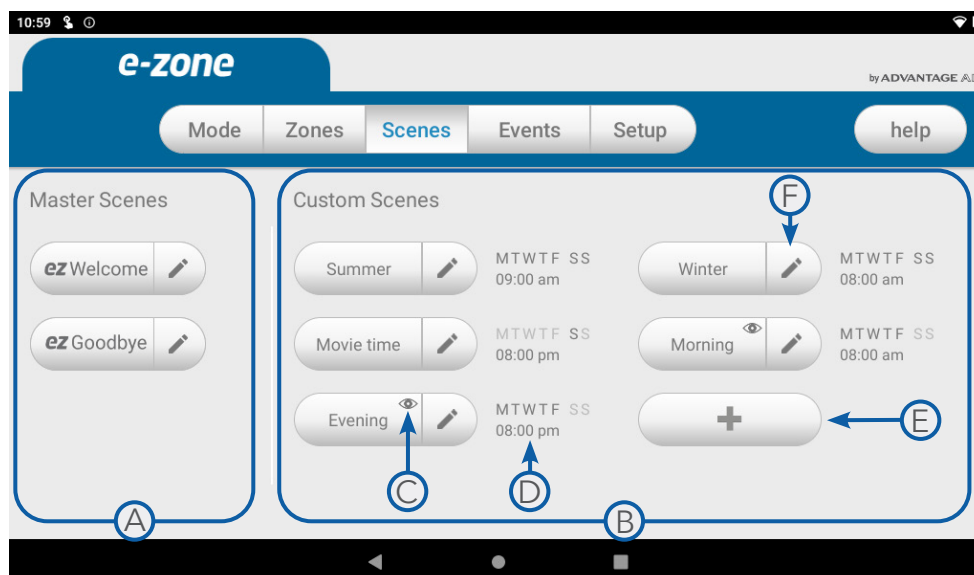 10:59
e-zone
by ADVANTAGE
Mode Zones Scenes Events Setup help
Master Scenes
ez Welcome
ez Goodbye
A
Custom Scenes
F
Summer MTWTF SS
09:00 am
Winter MTWTF SS
08:00 am
Movie time MTWTF SS
08:00 pm
Morning MTWTF SS
08:00 am
Evening MTWTF SS
08:00 pm
+
E
C
D
B